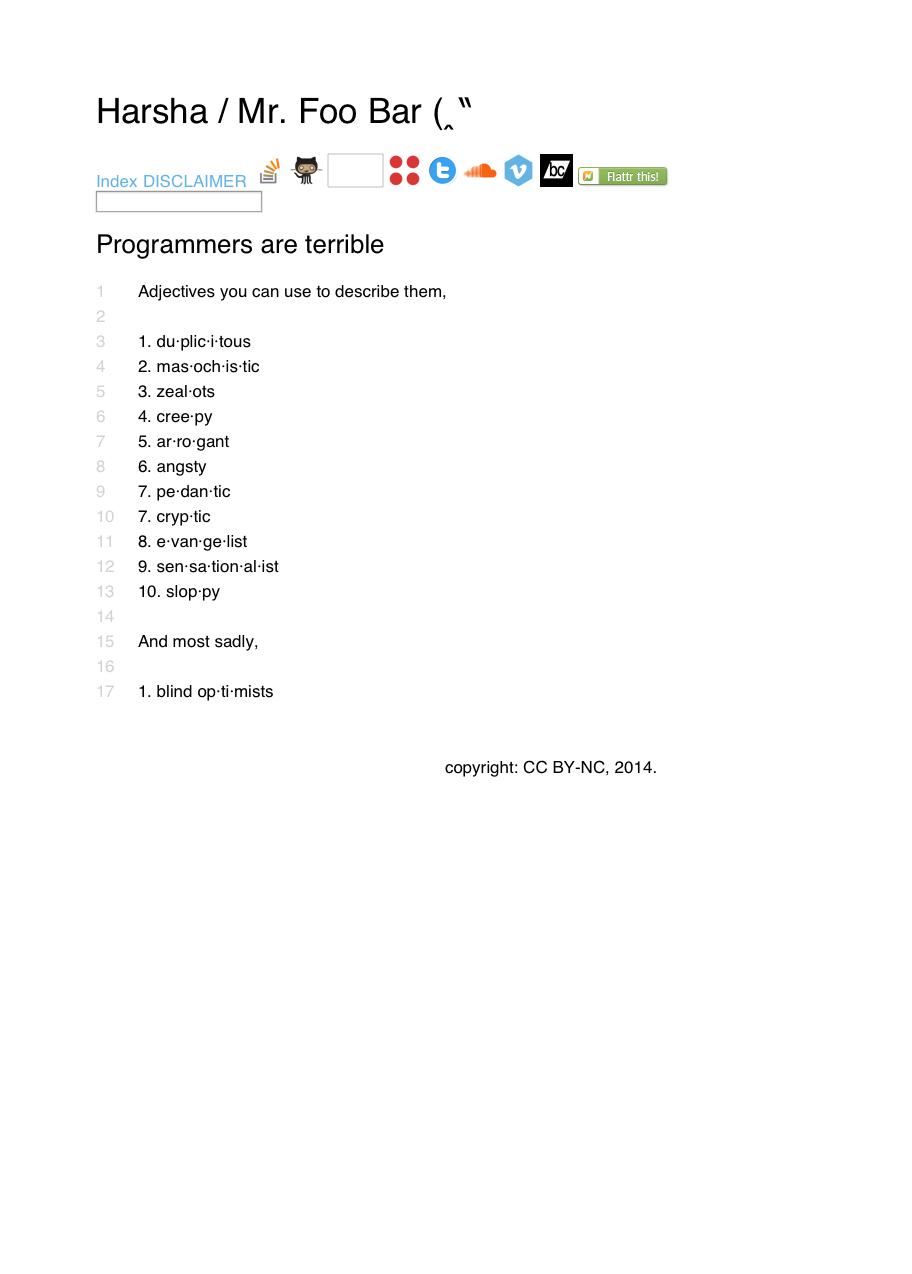 Harsha / Mr. Foo Bar (‸‶
Index DISCLAIMER
bc
Flattr this!
Programmers are terrible
1 Adjectives you can use to describe them,
2
3 1. du·plic·i·tous
4 2. mas·och·is·tic
5 3. zeal·ots
6 4. cree·py
7 5. ar·ro·gant
8 6. angsty
9 7. pe·dan·tic
10 7. cryp·tic
11 8. e·van·ge·list
12 9. sen·sa·tion·al·ist
13 10. slop·py
14
15 And most sadly,
16
17 1. blind op·ti·mists
copyright: CC BY-NC, 2014.